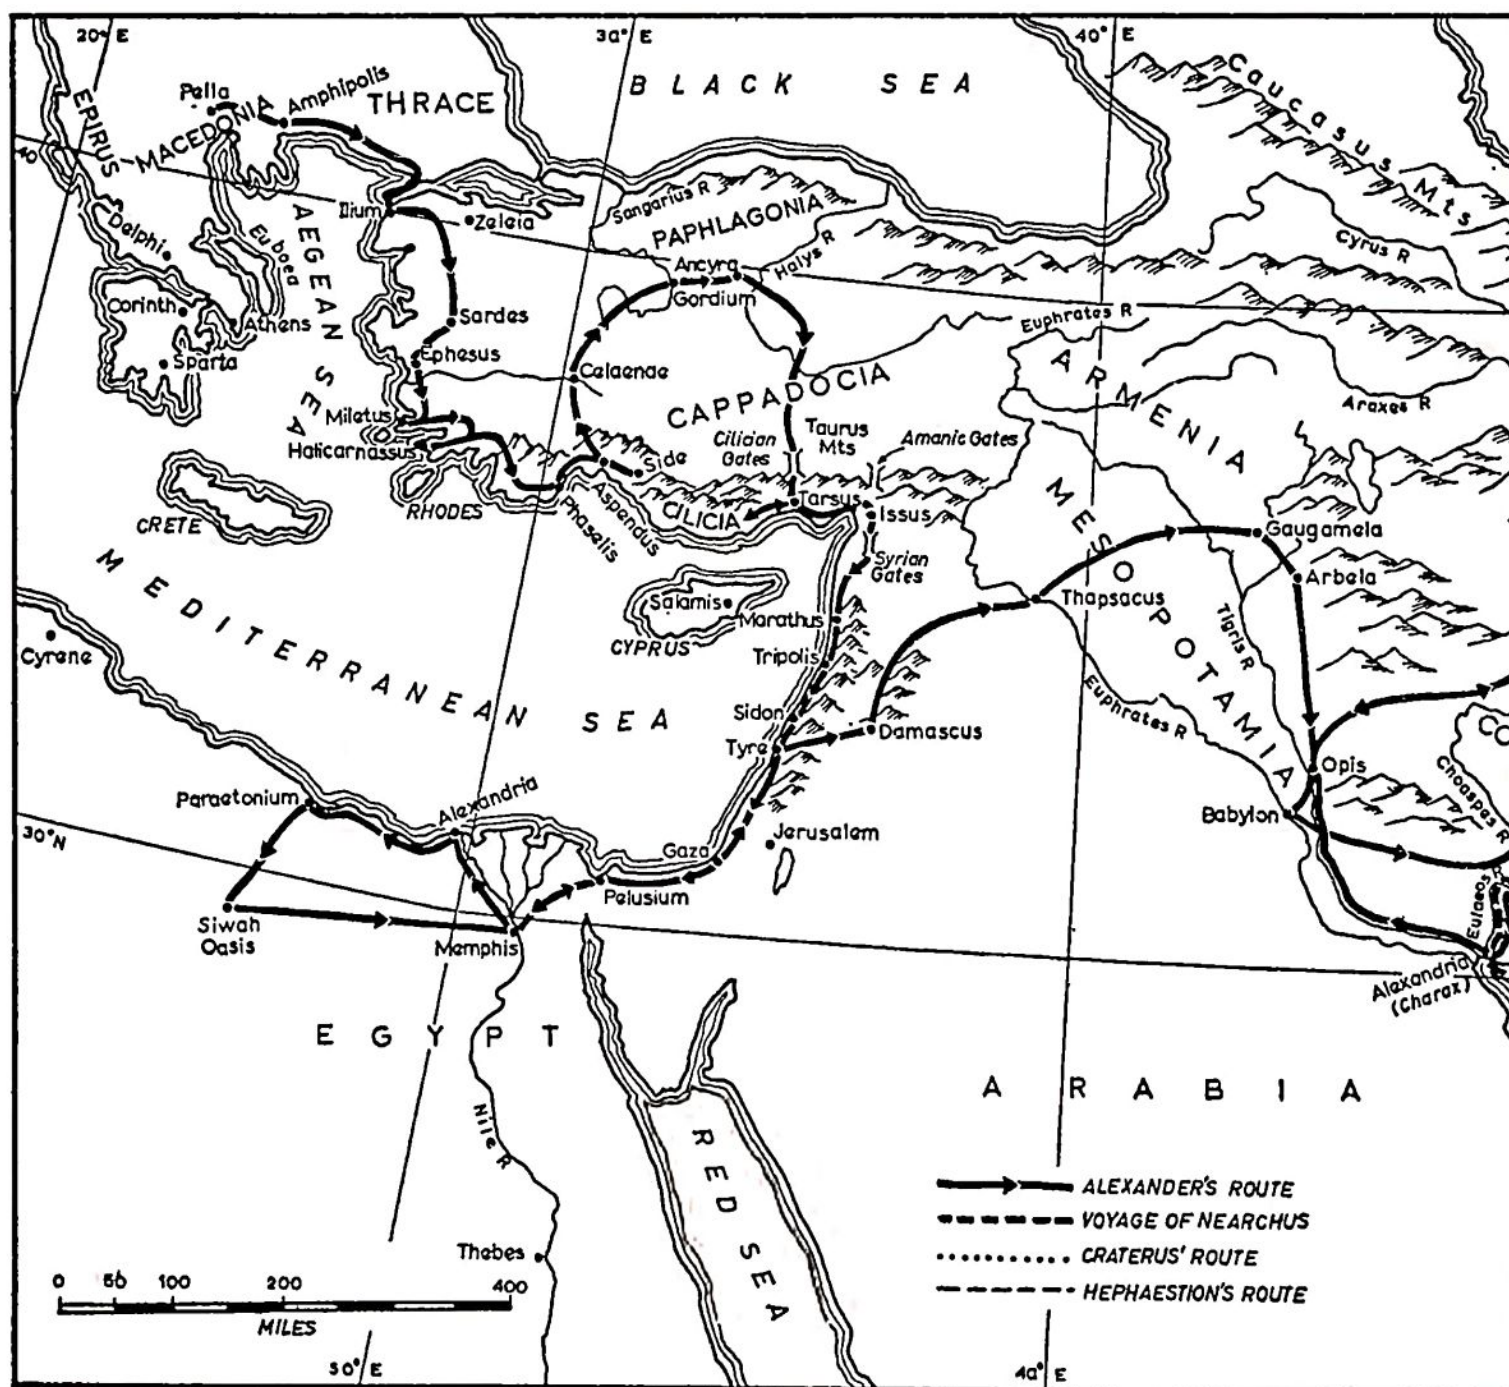 20° E
30° E
40° E
BLACK SEA
Caucasus Mts
Pella
Amphipolis
THRACE
EPIRUS
MACEDONIA
40
Sangarius R
PAPHLAGONIA
Halys R
Cyrus R
Ilium
Zeleia
Delphi
Euboea
AEGEAN SEA
Ancyra
Gordium
Corinth
Athens
Sparta
Sardes
Ephesus
Celaenae
Euphrates R
ARMENIA
Araxes R
CAPPADOCIA
Miletus
Halicarnassus
Cilician
Gates
Taurus
Mts
Amanic Gates
Side
Aspendus
Phaselis
RHODES
CRETE
CILICIA
Tarsus
Issus
Syrian
Gates
MESOPOTAMIA
Gaugamela
Arbela
Thapsacus
Tigris R
MEDITERRANEAN SEA
Salamis
CYPRUS
Marathus
Tripolis
Cyrene
Sidon
Tyre
Damascus
Euphrates R
Opis
Babylon
CO
Choaspes R
Paraetonium
Alexandria
30°N
Gaza
Jerusalem
Pelusium
Siwah
Oasis
Memphis
Eulaeos R
Alexandria
(Charax)
EGYPT
ARABIA
Nile R
RED SEA
Thebes
ALEXANDER'S ROUTE
VOYAGE OF NEARCHUS
CRATERUS' ROUTE
HEPHAESTION'S ROUTE
0 50 100 200 400
MILES
30° E
40° E